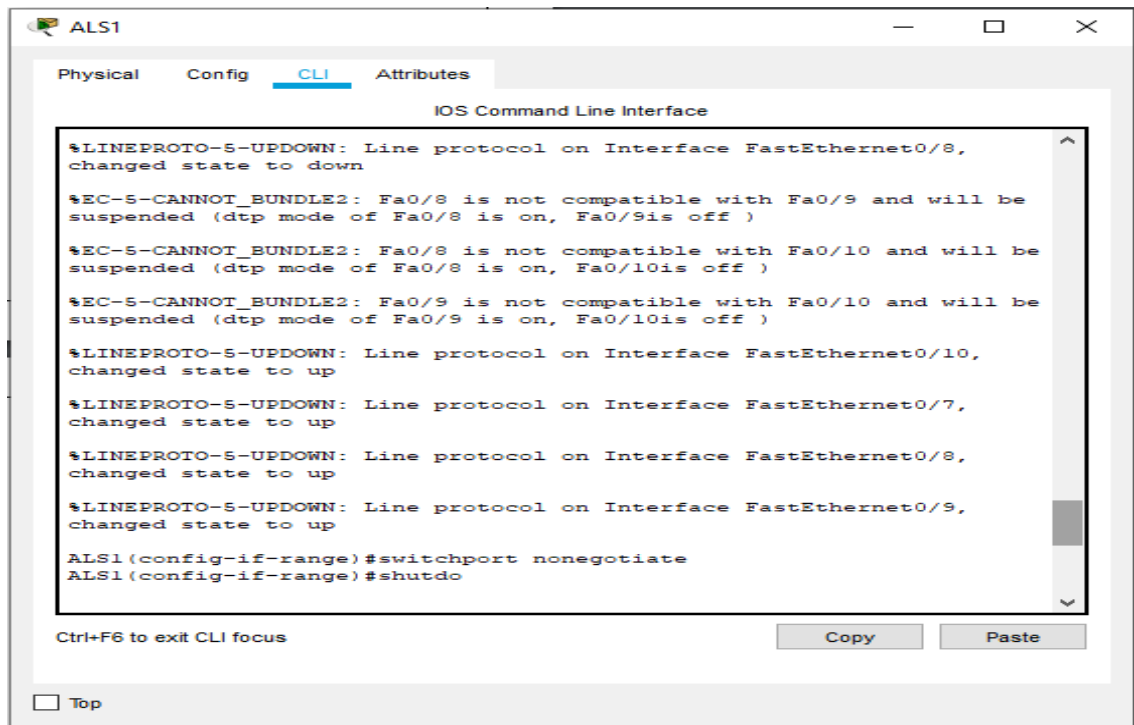 ALS1
Physical Config CLI Attributes
IOS Command Line Interface
%LINEPROTO-5-UPDOWN: Line protocol on Interface FastEthernet0/8,
changed state to down
%EC-5-CANNOT_BUNDLE2: Fa0/8 is not compatible with Fa0/9 and will be
suspended (dtp mode of Fa0/8 is on, Fa0/9is off )
%EC-5-CANNOT_BUNDLE2: Fa0/8 is not compatible with Fa0/10 and will be
suspended (dtp mode of Fa0/8 is on, Fa0/10is off )
%EC-5-CANNOT_BUNDLE2: Fa0/9 is not compatible with Fa0/10 and will be
suspended (dtp mode of Fa0/9 is on, Fa0/10is off )
%LINEPROTO-5-UPDOWN: Line protocol on Interface FastEthernet0/10,
changed state to up
%LINEPROTO-5-UPDOWN: Line protocol on Interface FastEthernet0/7,
changed state to up
%LINEPROTO-5-UPDOWN: Line protocol on Interface FastEthernet0/8,
changed state to up
%LINEPROTO-5-UPDOWN: Line protocol on Interface FastEthernet0/9,
changed state to up
ALS1(config-if-range)#switchport nonegotiate
ALS1(config-if-range)#shutdo
Ctrl+F6 to exit CLI focus
Copy Paste
Top